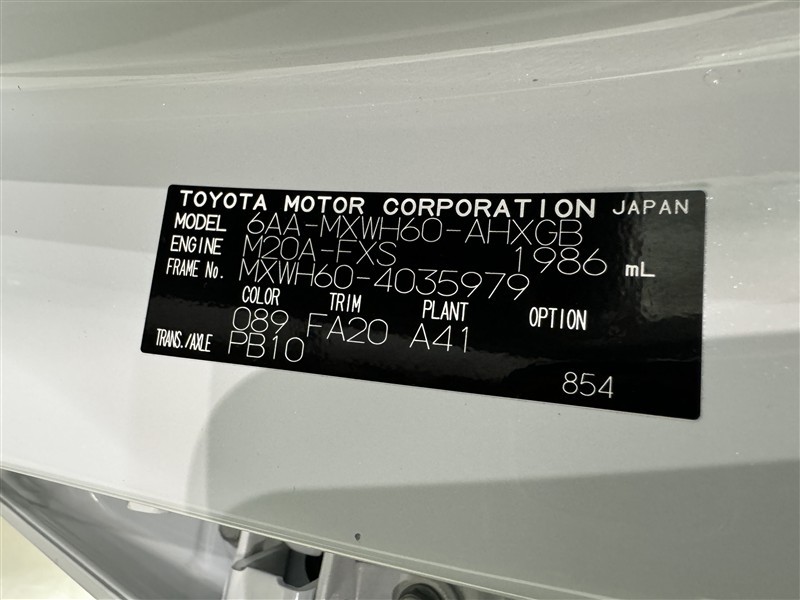 TOYOTA MOTOR CORPORATION JAPAN
MODEL 6AA-MXWH60-AHXGB
ENGINE M20A-FXS 1986 mL
FRAME No. MXWH60-4035979
COLOR TRIM PLANT OPTION
089 FA20 A41
TRANS./AXLE PB10
854